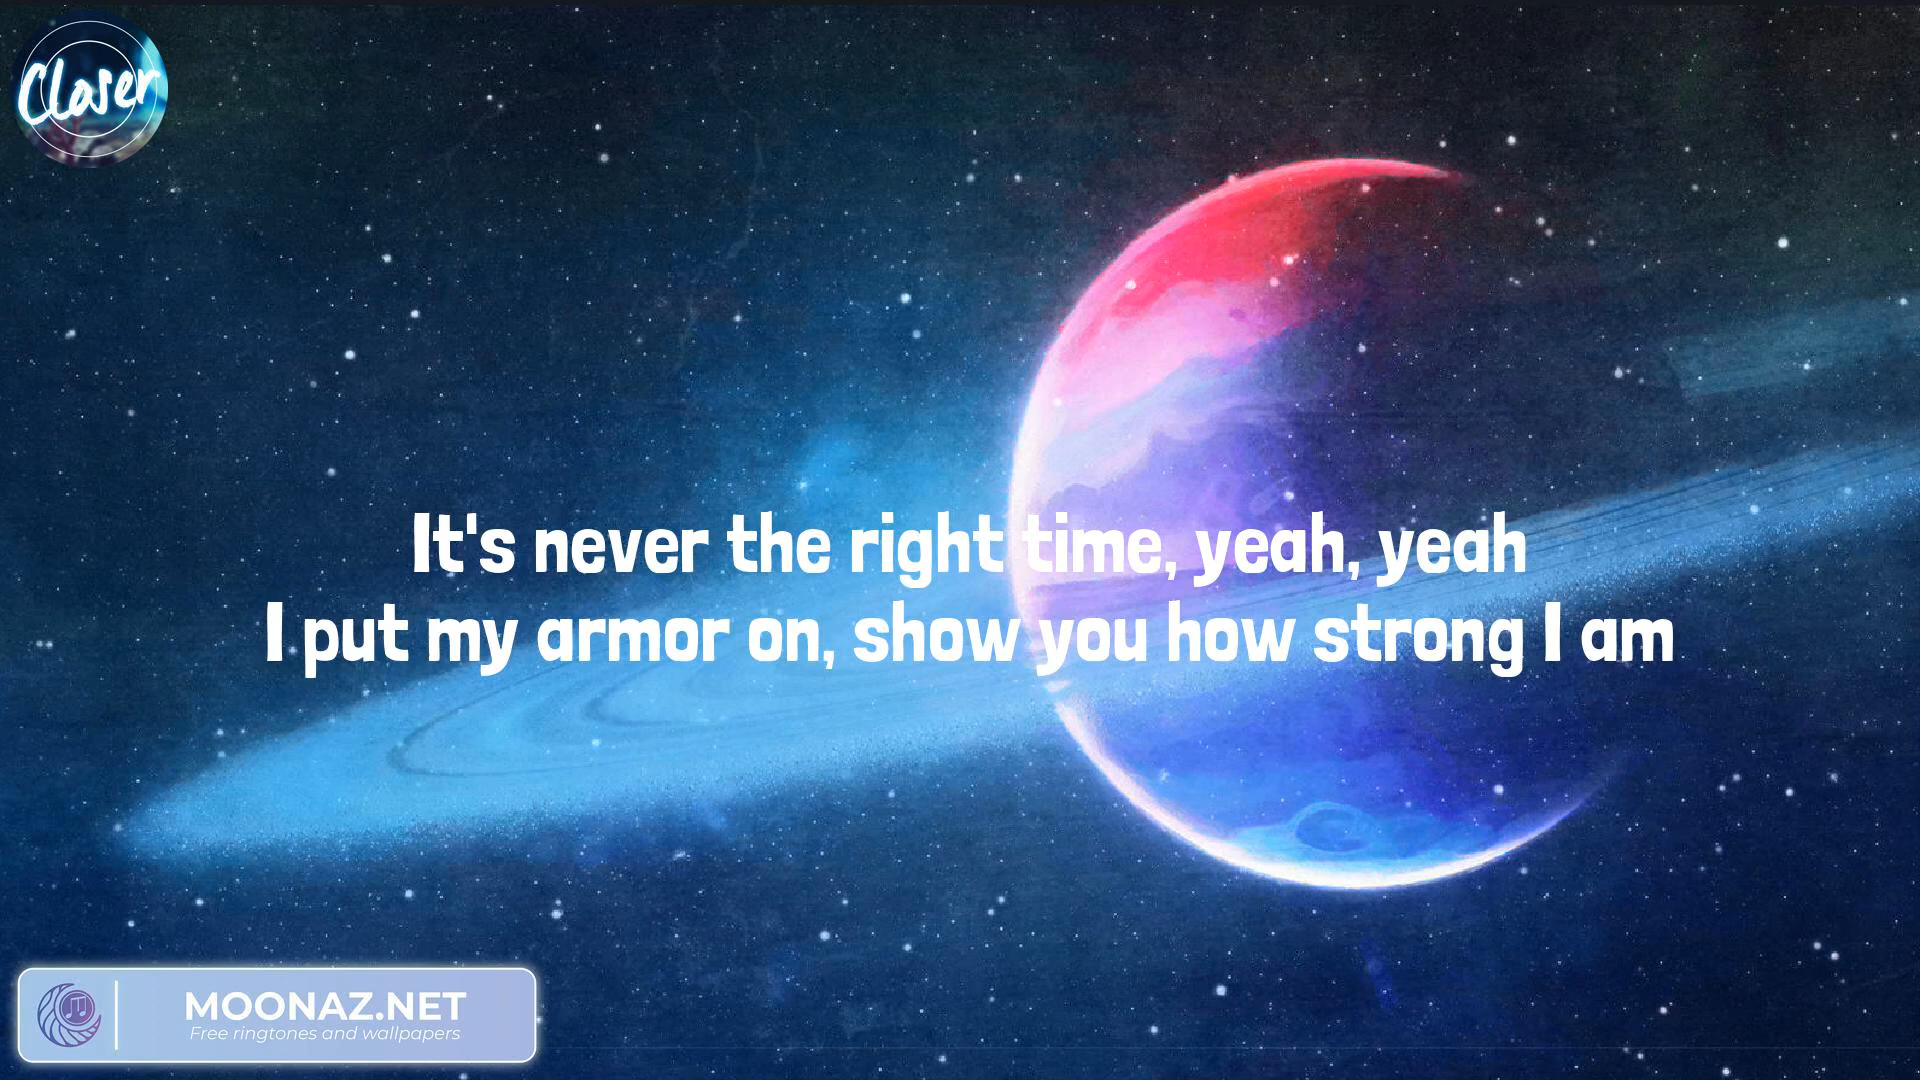 Closer
It's never the right time, yeah, yeah
I put my armor on, show you how strong I am
MOONAZ.NET
Free ringtones and wallpapers